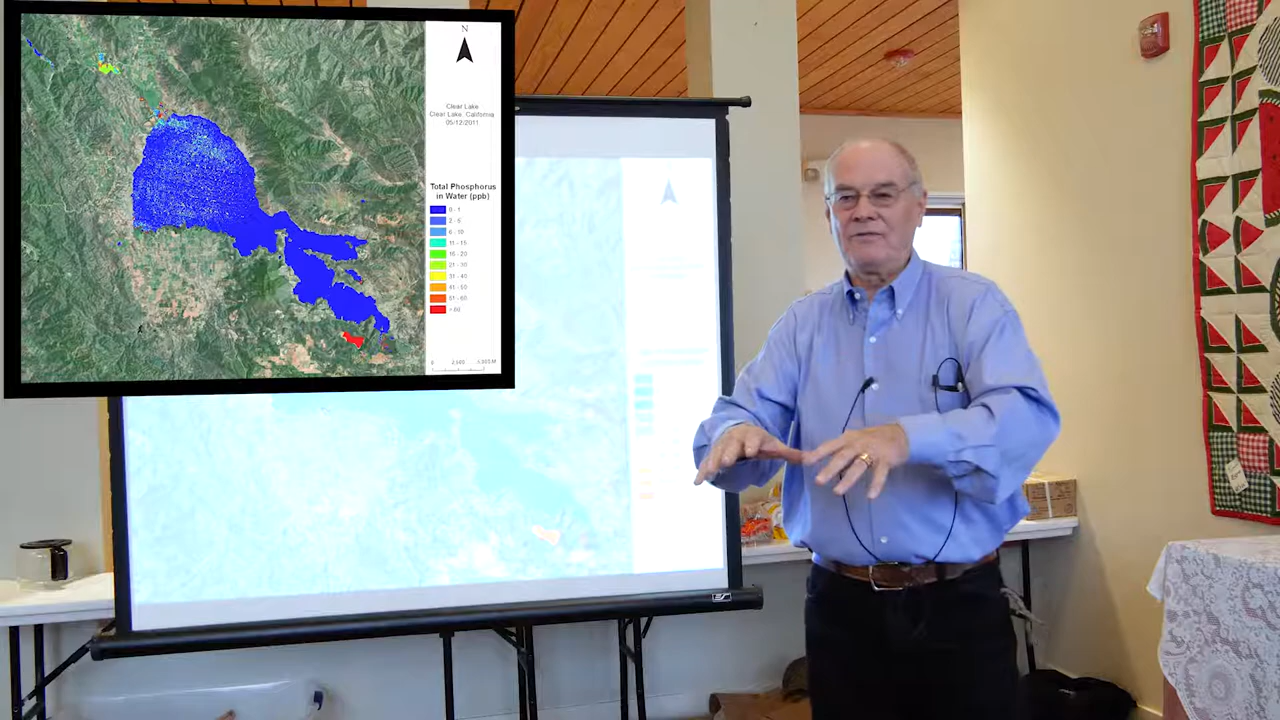 N
Clear Lake
Clear Lake, California
05/12/2011
Total Phosphorus
in Water (ppb)
0 - 1
2 - 5
6 - 10
11 - 15
16 - 20
21 - 30
31 - 40
41 - 50
51 - 60
> 60
ES